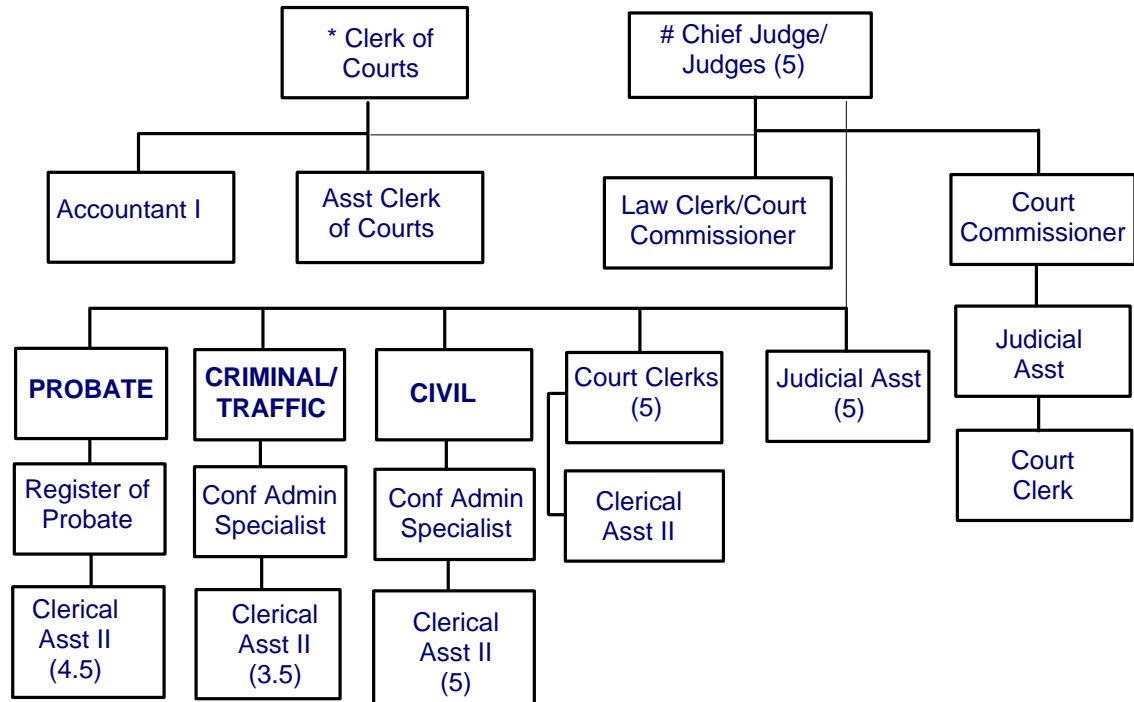 * Clerk of
Courts
# Chief Judge/
Judges (5)
Accountant I
Asst Clerk
of Courts
Law Clerk/Court
Commissioner
Court
Commissioner
PROBATE
CRIMINAL/
TRAFFIC
CIVIL
Court Clerks
(5)
Judicial Asst
(5)
Judicial
Asst
Register of
Probate
Conf Admin
Specialist
Conf Admin
Specialist
Clerical
Asst II
Court
Clerk
Clerical
Asst II
(4.5)
Clerical
Asst II
(3.5)
Clerical
Asst II
(5)